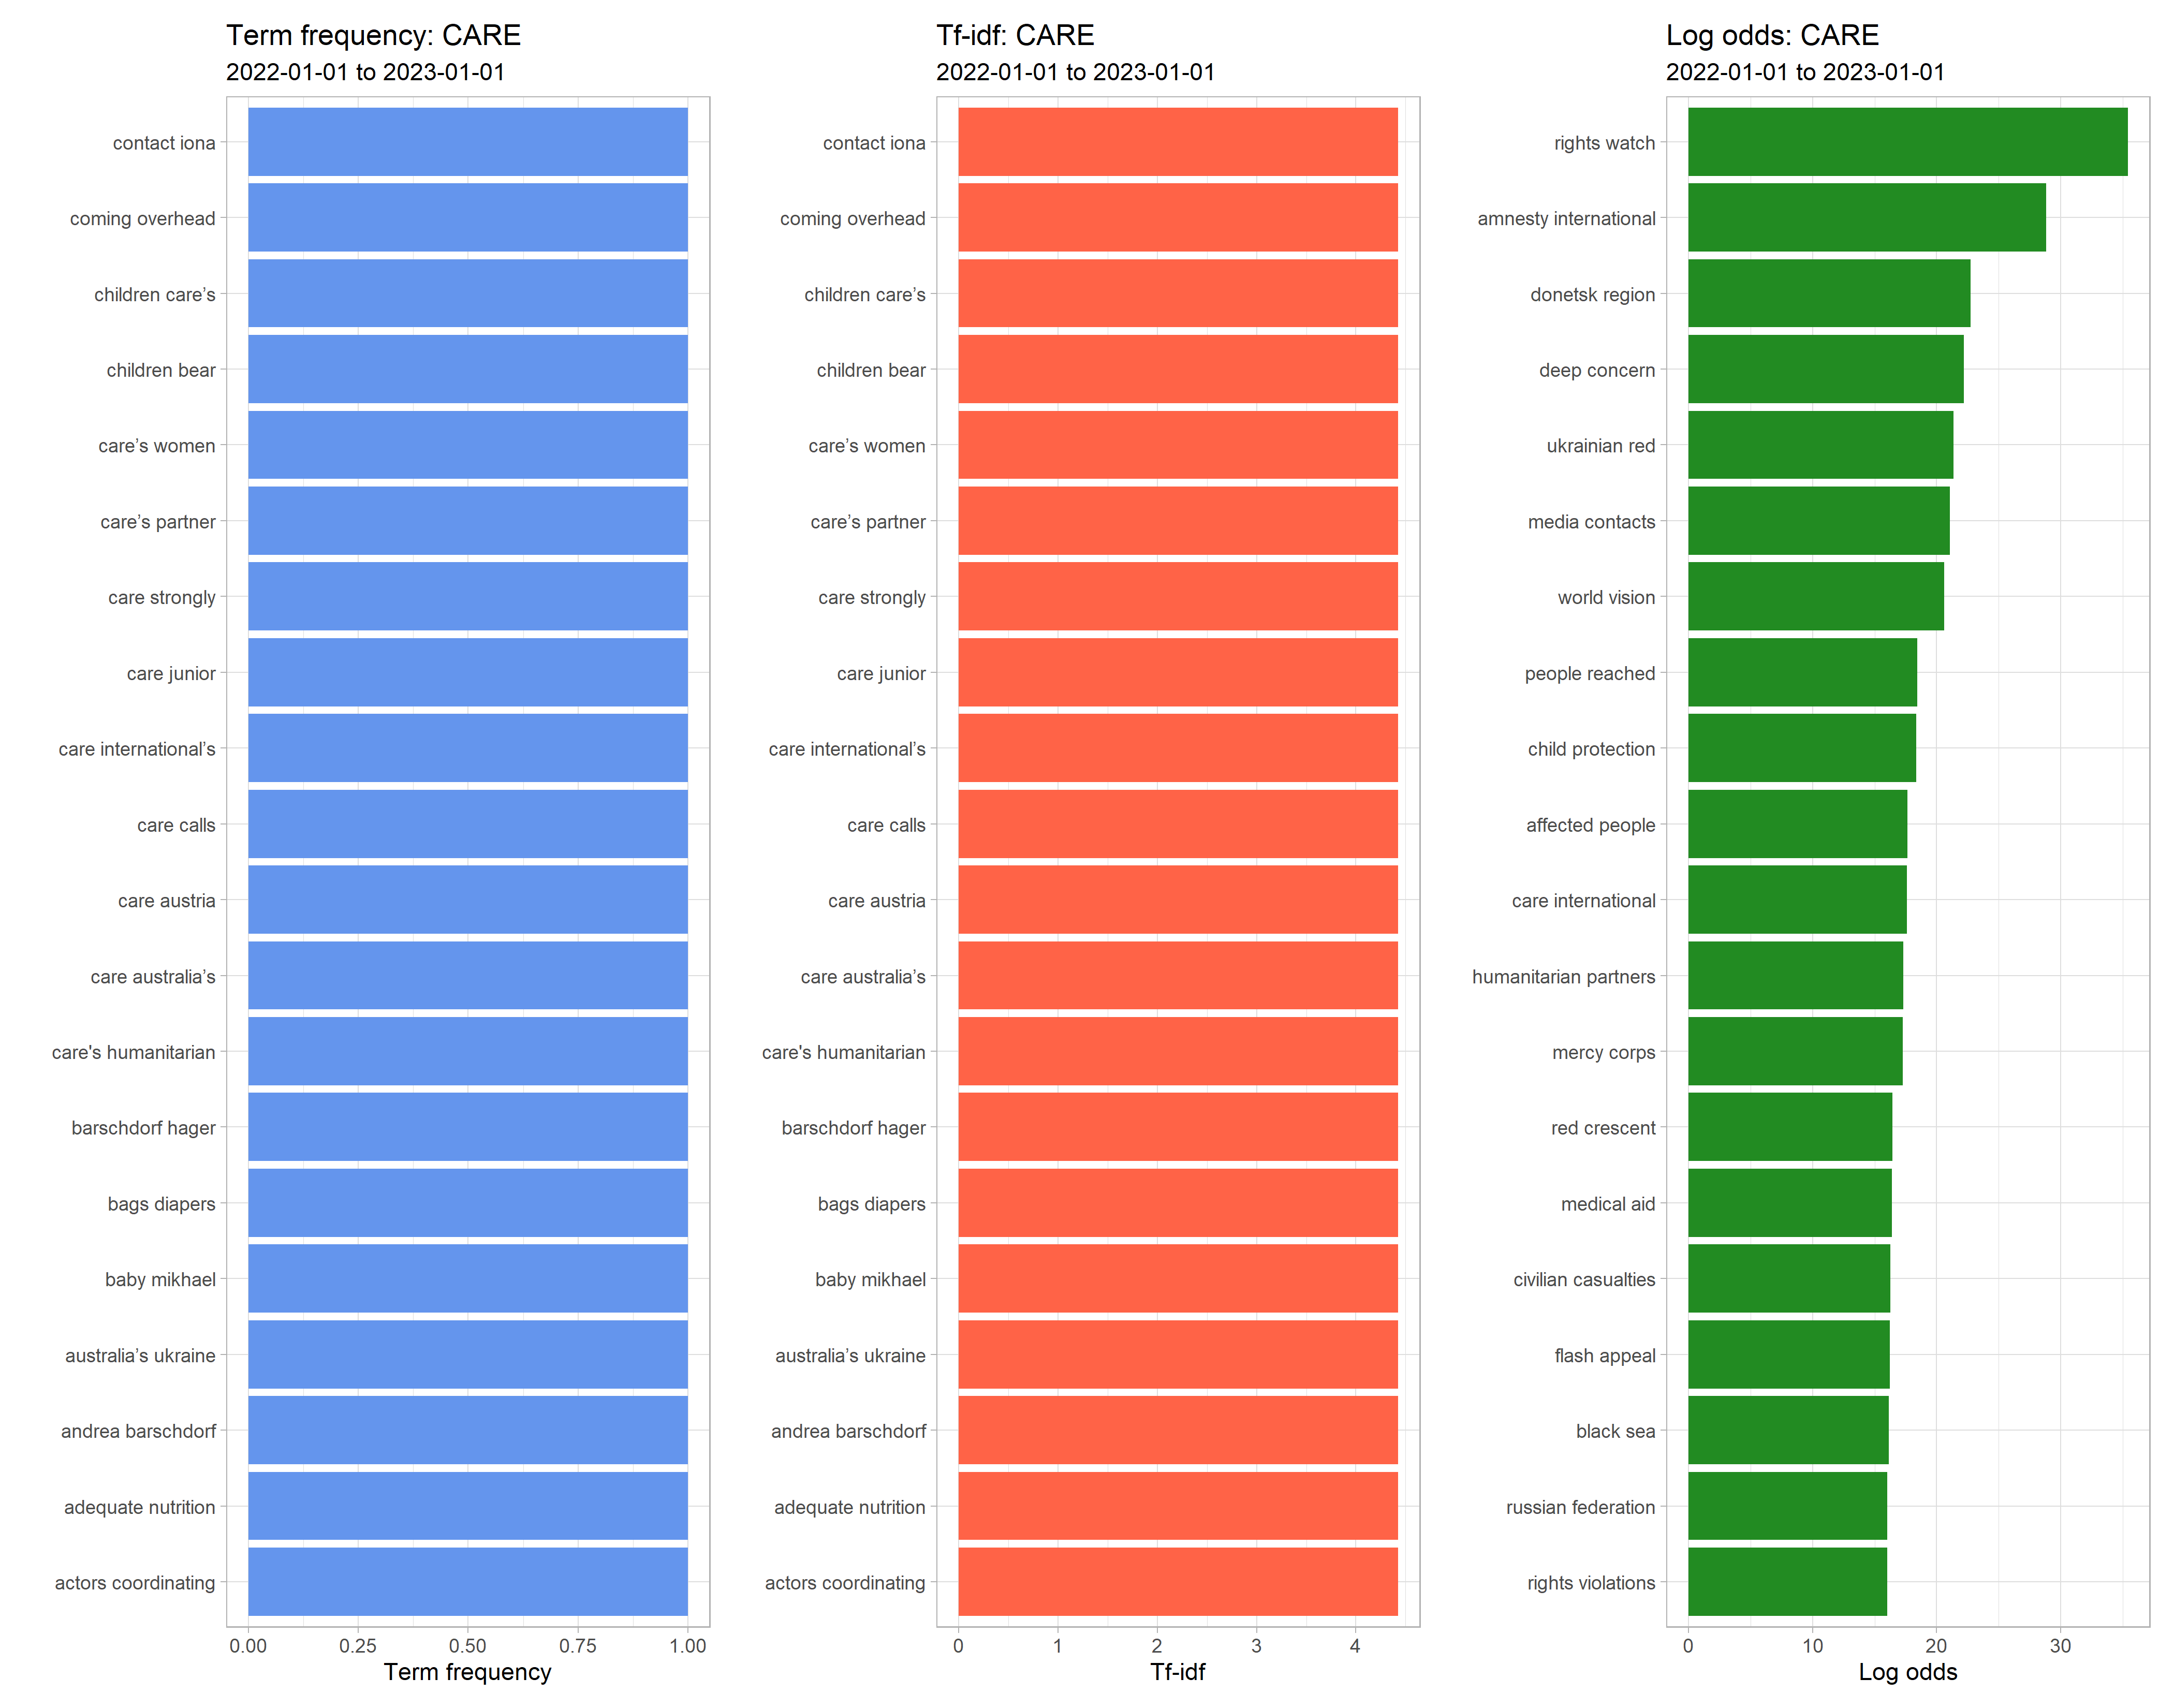 Term frequency: CARE
2022-01-01 to 2023-01-01
contact iona
coming overhead
children care’s
children bear
care’s women
care’s partner
care strongly
care junior
care international’s
care calls
care austria
care australia’s
care's humanitarian
barschdorf hager
bags diapers
baby mikhael
australia’s ukraine
andrea barschdorf
adequate nutrition
actors coordinating
0.00 0.25 0.50 0.75 1.00
Term frequency
Tf-idf: CARE
2022-01-01 to 2023-01-01
contact iona
coming overhead
children care’s
children bear
care’s women
care’s partner
care strongly
care junior
care international’s
care calls
care austria
care australia’s
care's humanitarian
barschdorf hager
bags diapers
baby mikhael
australia’s ukraine
andrea barschdorf
adequate nutrition
actors coordinating
0 1 2 3 4
Tf-idf
Log odds: CARE
2022-01-01 to 2023-01-01
rights watch
amnesty international
donetsk region
deep concern
ukrainian red
media contacts
world vision
people reached
child protection
affected people
care international
humanitarian partners
mercy corps
red crescent
medical aid
civilian casualties
flash appeal
black sea
russian federation
rights violations
0 10 20 30
Log odds